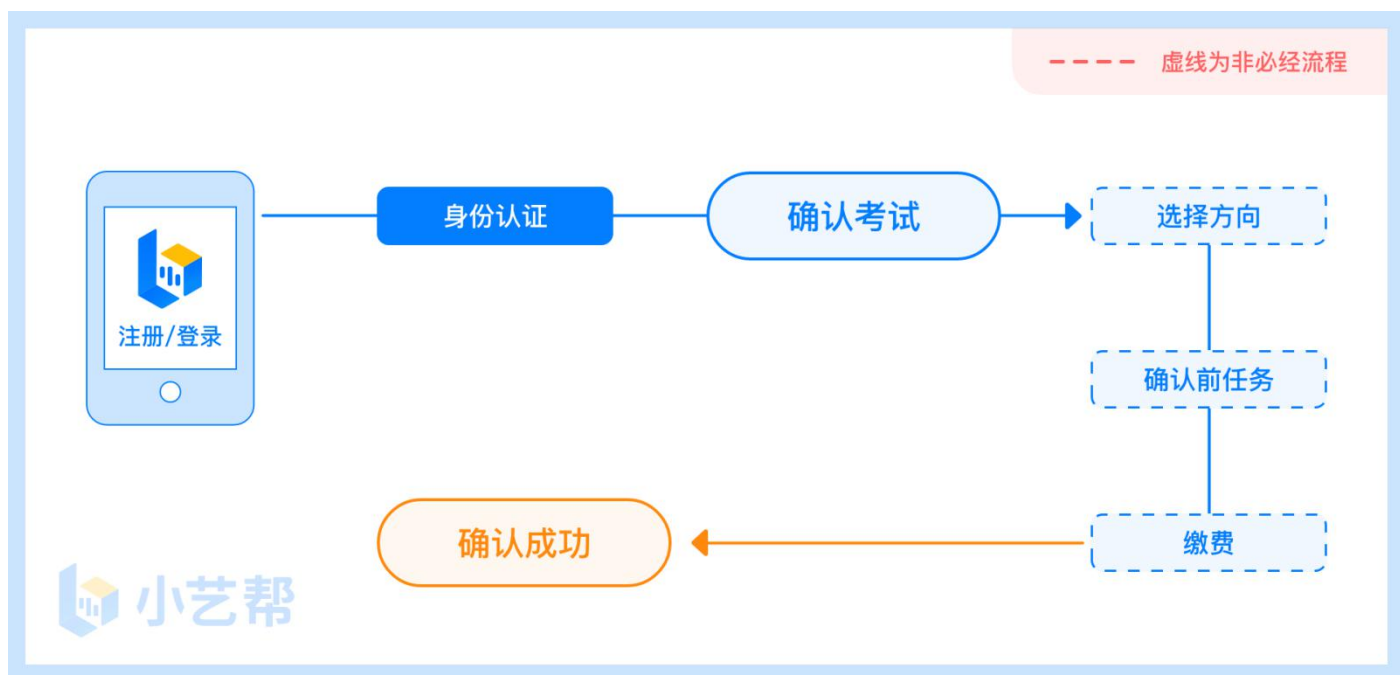 虚线为非必经流程
身份认证
确认考试
选择方向
注册/登录
确认前任务
确认成功
缴费
小艺帮